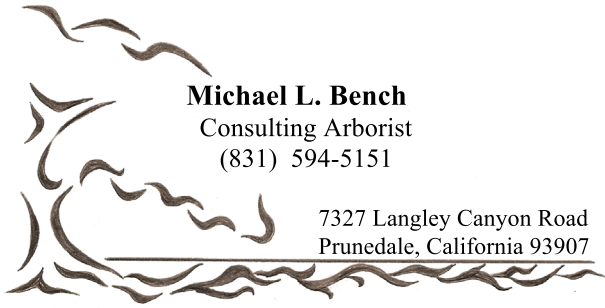 Michael L. Bench
Consulting Arborist
(831)  594-5151
7327 Langley Canyon Road
Prunedale, California 93907